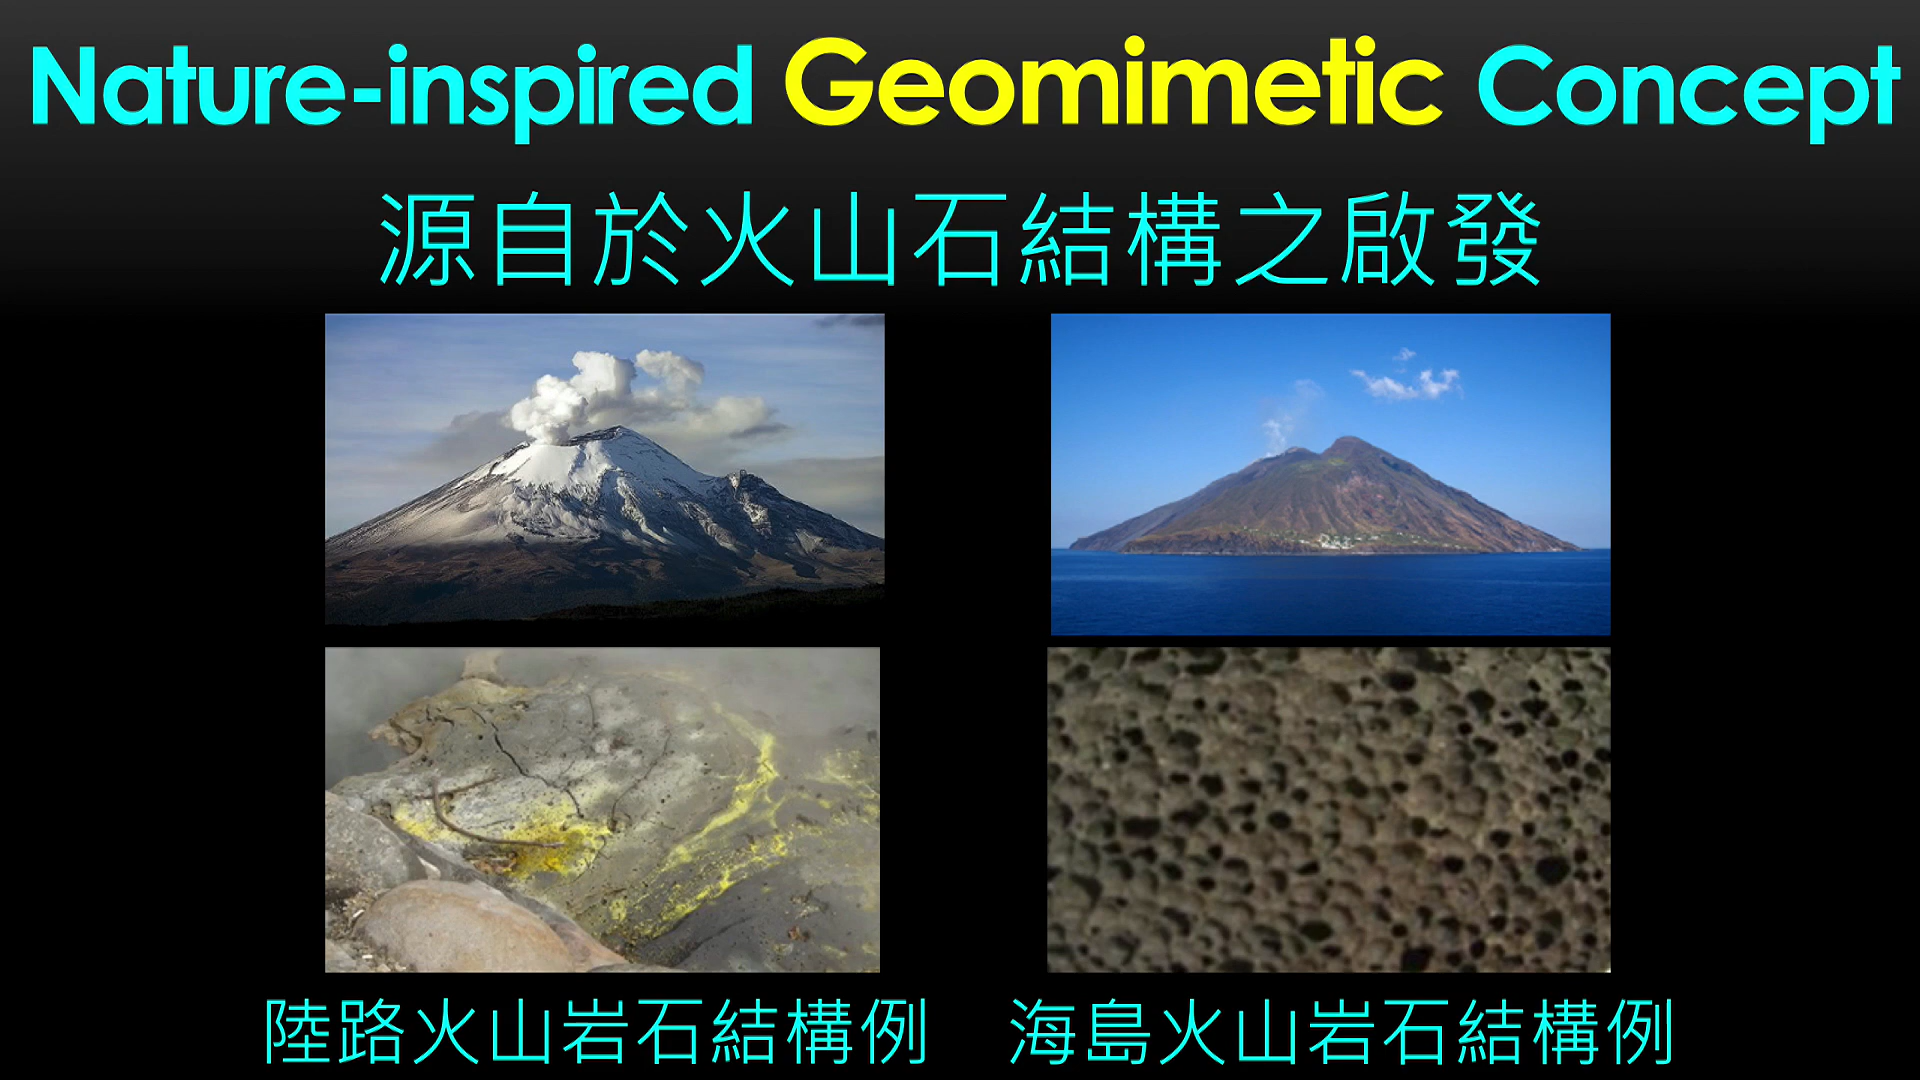 Nature-inspired Geomimetic Concept
源自於火山石結構之啟發
陸路火山岩石結構例
海島火山岩石結構例